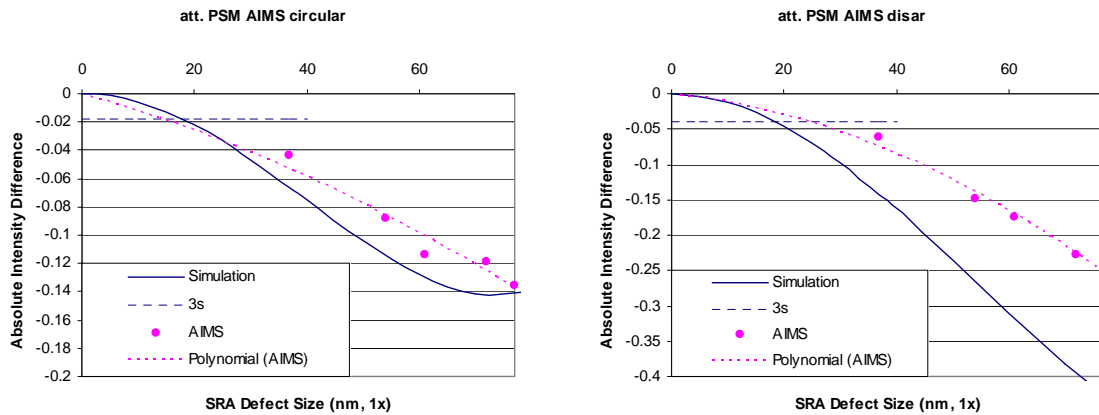 att. PSM AIMS circular
0 20 40 60
0
-0.02
-0.04
-0.06
-0.08
-0.1
-0.12
-0.14
-0.16
-0.18
-0.2
Absolute Intensity Difference
Simulation
3s
AIMS
Polynomial (AIMS)
SRA Defect Size (nm, 1x)
att. PSM AIMS disar
0 20 40 60
0
-0.05
-0.1
-0.15
-0.2
-0.25
-0.3
-0.35
-0.4
Absolute Intensity Difference
Simulation
3s
AIMS
Polynomial (AIMS)
SRA Defect Size (nm, 1x)